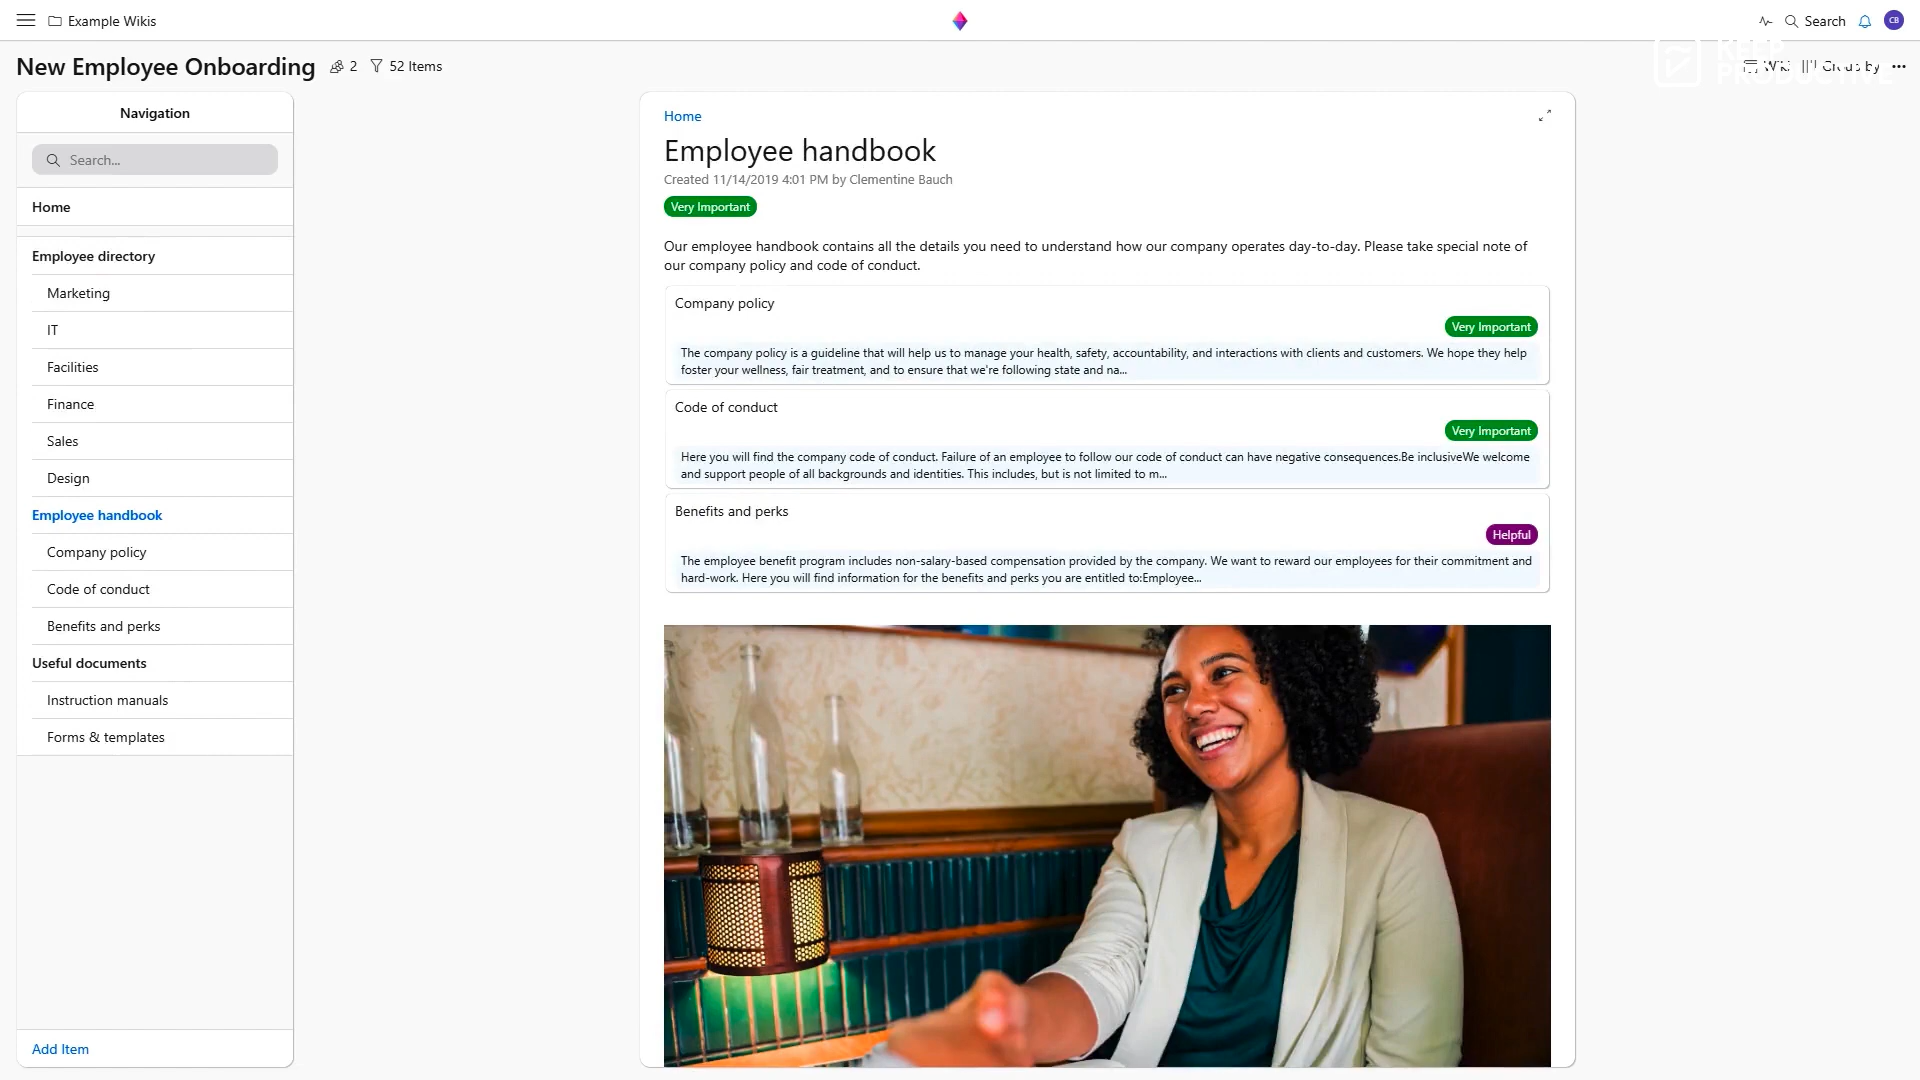 Example Wikis
Search
CB
New Employee Onboarding
2
52 Items
Wiki
Group by
KEEP
PRODUCTIVE
Navigation
Search...
Home
Employee directory
Marketing
IT
Facilities
Finance
Sales
Design
Employee handbook
Company policy
Code of conduct
Benefits and perks
Useful documents
Instruction manuals
Forms & templates
Add Item
Home
Employee handbook
Created 11/14/2019 4:01 PM by Clementine Bauch
Very Important
Our employee handbook contains all the details you need to understand how our company operates day-to-day. Please take special note of
our company policy and code of conduct.
Company policy
Very Important
The company policy is a guideline that will help us to manage your health, safety, accountability, and interactions with clients and customers. We hope they help
foster your wellness, fair treatment, and to ensure that we're following state and na...
Code of conduct
Very Important
Here you will find the company code of conduct. Failure of an employee to follow our code of conduct can have negative consequences.Be inclusiveWe welcome
and support people of all backgrounds and identities. This includes, but is not limited to m...
Benefits and perks
Helpful
The employee benefit program includes non-salary-based compensation provided by the company. We want to reward our employees for their commitment and
hard-work. Here you will find information for the benefits and perks you are entitled to:Employee...